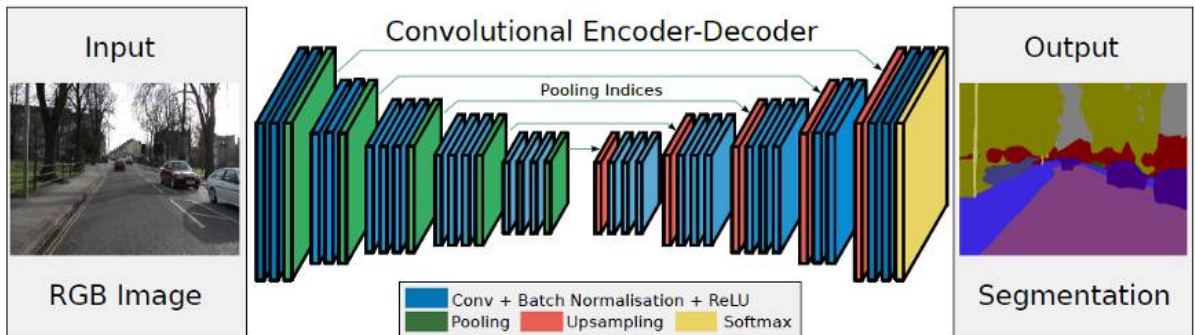 Input
RGB Image
Convolutional Encoder-Decoder
Pooling Indices
Conv + Batch Normalisation + ReLU
Pooling Upsampling Softmax
Output
Segmentation